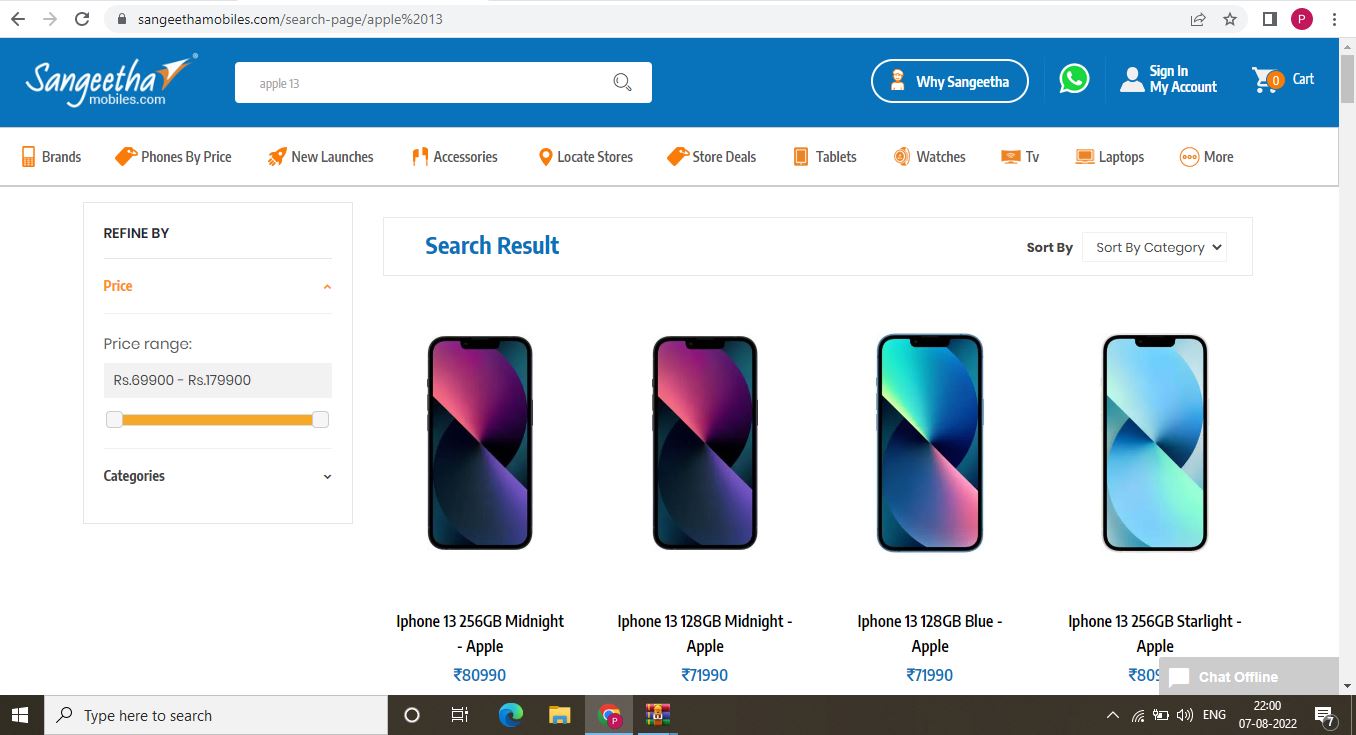 sangeethamobiles.com/search-page/apple%2013
P
Sangeetha
mobiles.com
apple 13
Why Sangeetha
Sign In
My Account
0
Cart
Brands
Phones By Price
New Launches
Accessories
Locate Stores
Store Deals
Tablets
Watches
Tv
Laptops
More
REFINE BY
Price
Price range:
Rs.69900 - Rs.179900
Categories
Search Result
Sort By
Sort By Category
Iphone 13 256GB Midnight
- Apple
₹80990
Iphone 13 128GB Midnight -
Apple
₹71990
Iphone 13 128GB Blue -
Apple
₹71990
Iphone 13 256GB Starlight -
Apple
Chat Offline
Type here to search
P
ENG
22:00
07-08-2022
7